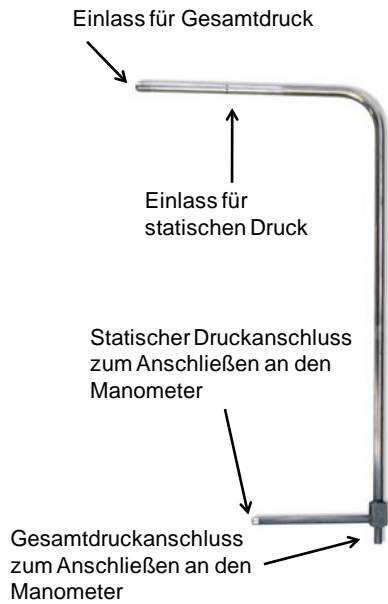 Einlass für Gesamtdruck
Einlass für
statischen Druck
Statischer Druckanschluss
zum Anschließen an den
Manometer
Gesamtdruckanschluss
zum Anschließen an den
Manometer